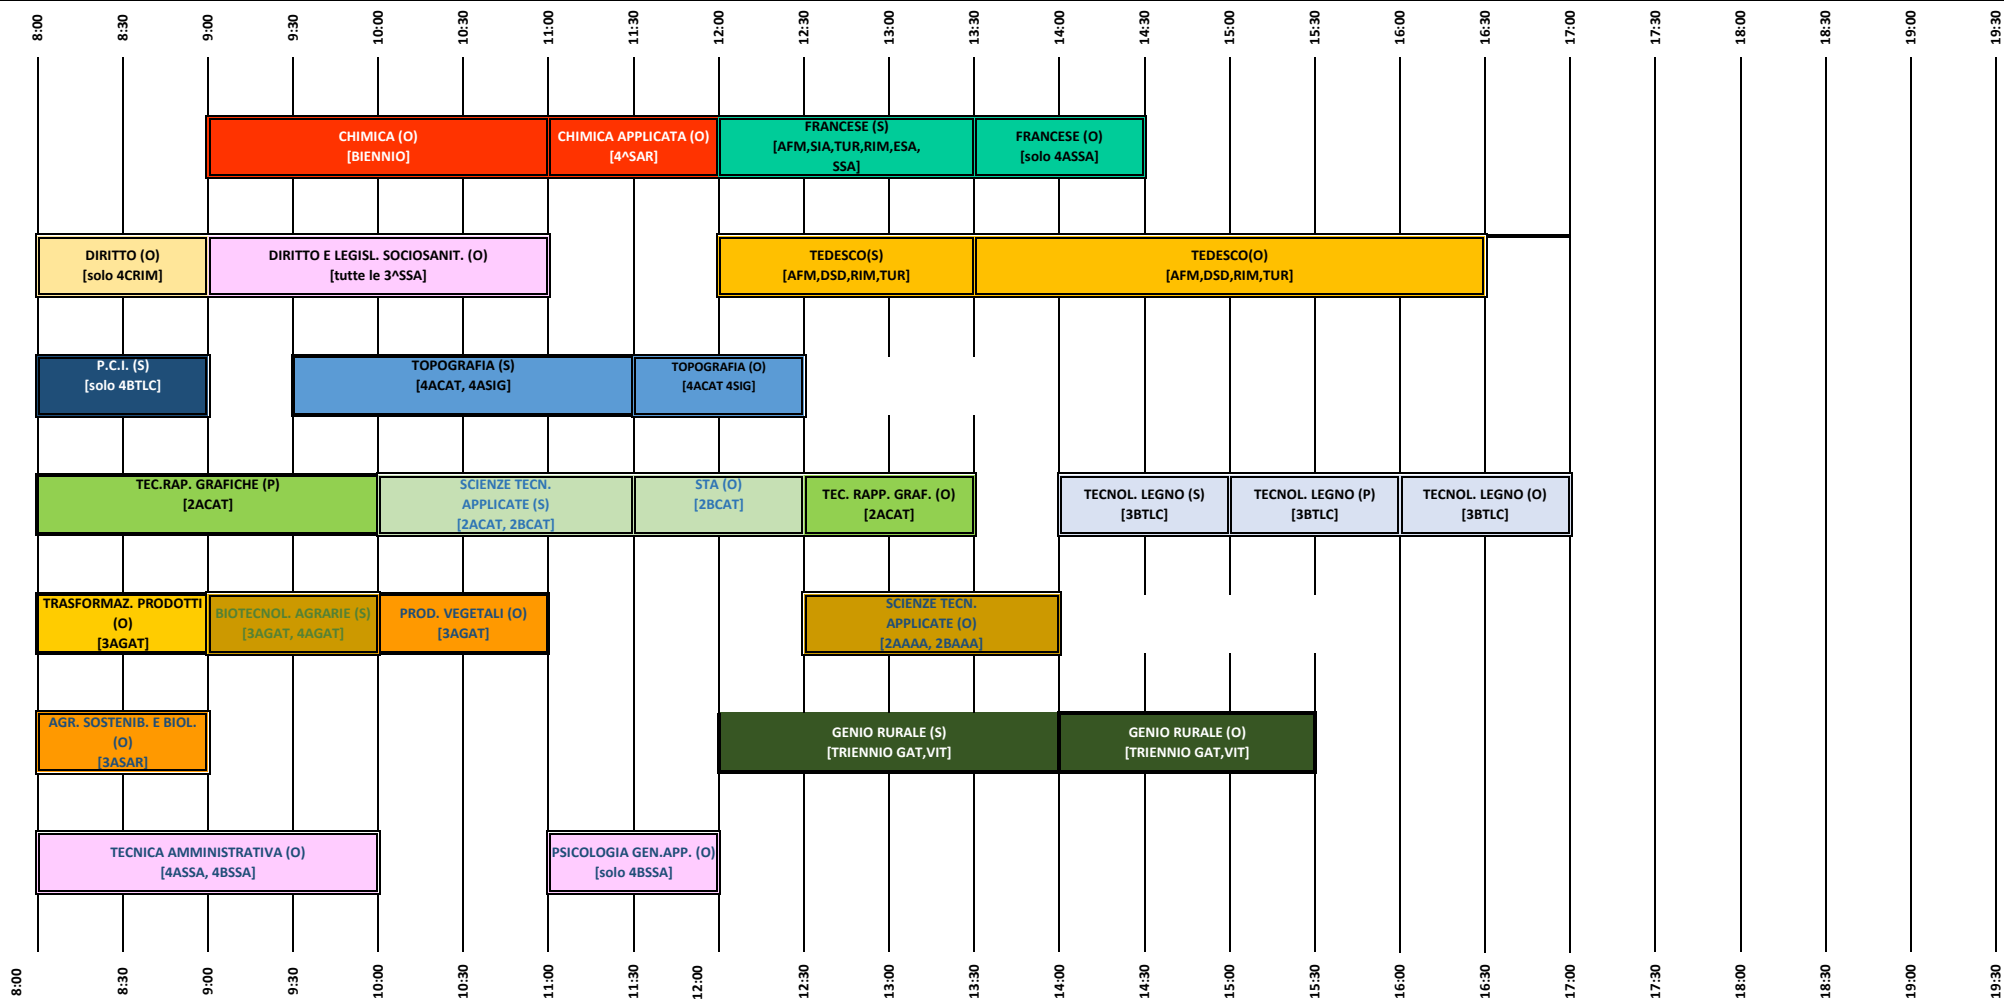 8:00
8:30
9:00
9:30
10:00
10:30
11:00
11:30
12:00
12:30
13:00
13:30
14:00
14:30
15:00
15:30
16:00
16:30
17:00
17:30
18:00
18:30
19:00
19:30
CHIMICA (O)
[BIENNIO]
CHIMICA APPLICATA (O)
[4^SAR]
FRANCESE (S)
[AFM,SIA,TUR,RIM,ESA,
SSA]
FRANCESE (O)
[solo 4ASSA]
DIRITTO (O)
[solo 4CRIM]
DIRITTO E LEGISL. SOCIOSANIT. (O)
[tutte le 3^SSA]
TEDESCO(S)
[AFM,DSD,RIM,TUR]
TEDESCO(O)
[AFM,DSD,RIM,TUR]
P.C.I. (S)
[solo 4BTLC]
TOPOGRAFIA (S)
[4ACAT, 4ASIG]
TOPOGRAFIA (O)
[4ACAT 4SIG]
TEC.RAP. GRAFICHE (P)
[2ACAT]
SCIENZE TECN.
APPLICATE (S)
[2ACAT, 2BCAT]
STA (O)
[2BCAT]
TEC. RAPP. GRAF. (O)
[2ACAT]
TECNOL. LEGNO (S)
[3BTLC]
TECNOL. LEGNO (P)
[3BTLC]
TECNOL. LEGNO (O)
[3BTLC]
TRASFORMAZ. PRODOTTI
(O)
[3AGAT]
BIOTECNOL. AGRARIE (S)
[3AGAT, 4AGAT]
PROD. VEGETALI (O)
[3AGAT]
SCIENZE TECN.
APPLICATE (O)
[2AAAA, 2BAAA]
AGR. SOSTENIB. E BIOL.
(O)
[3ASAR]
GENIO RURALE (S)
[TRIENNIO GAT,VIT]
GENIO RURALE (O)
[TRIENNIO GAT,VIT]
TECNICA AMMINISTRATIVA (O)
[4ASSA, 4BSSA]
PSICOLOGIA GEN.APP. (O)
[solo 4BSSA]
8:00
8:30
9:00
9:30
10:00
10:30
11:00
11:30
12:00
12:30
13:00
13:30
14:00
14:30
15:00
15:30
16:00
16:30
17:00
17:30
18:00
18:30
19:00
19:30